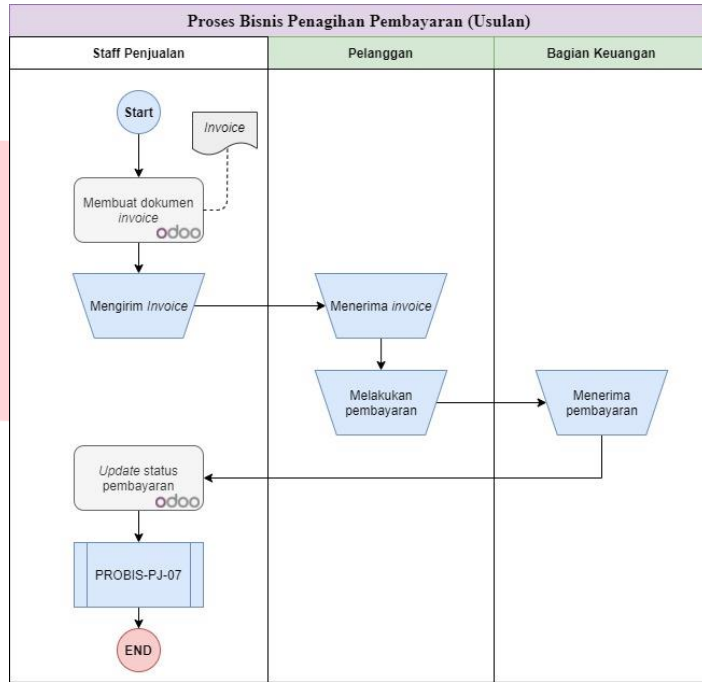 Proses Bisnis Penagihan Pembayaran (Usulan)
Staff Penjualan
Pelanggan
Bagian Keuangan
Start
Invoice
Membuat dokumen
invoice
odoo
Mengirim Invoice
Menerima invoice
Melakukan
pembayaran
Menerima
pembayaran
Update status
pembayaran
odoo
PROBIS-PJ-07
END